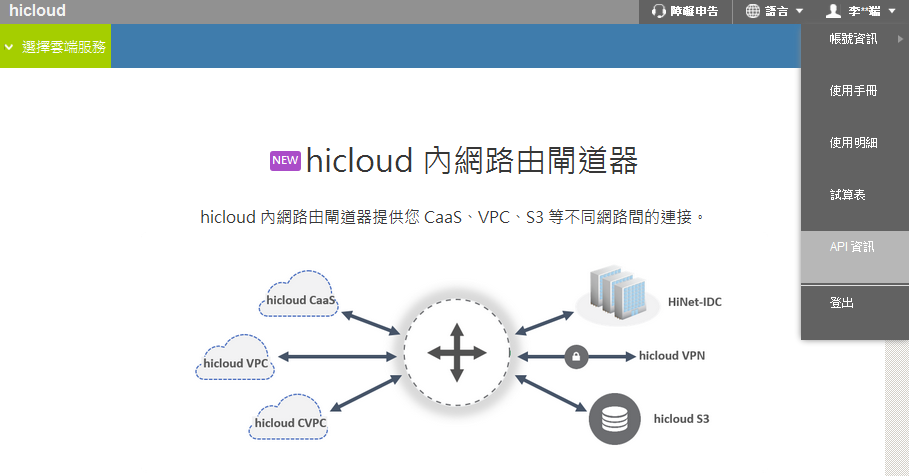 hicloud
障礙申告
語言
李**瑞
選擇雲端服務
帳號資訊
使用手冊
使用明細
試算表
API 資訊
登出
NEW hicloud 內網路由閘道器
hicloud 內網路由閘道器提供您 CaaS、VPC、S3 等不同網路間的連接。
hicloud CaaS
HiNet-IDC
hicloud VPC
hicloud VPN
hicloud CVPC
hicloud S3